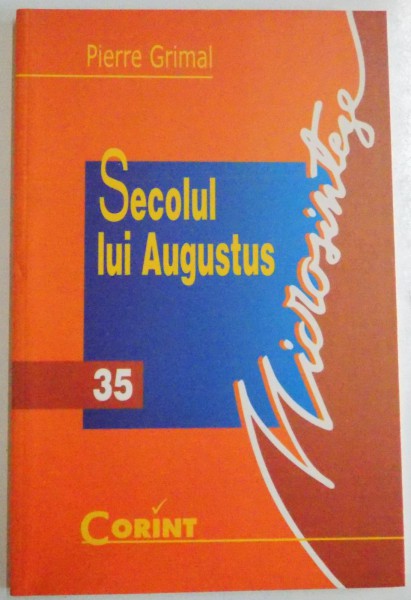 Pierre Grimal
Secolul
lui Augustus
Microsinteze
35
CORINT